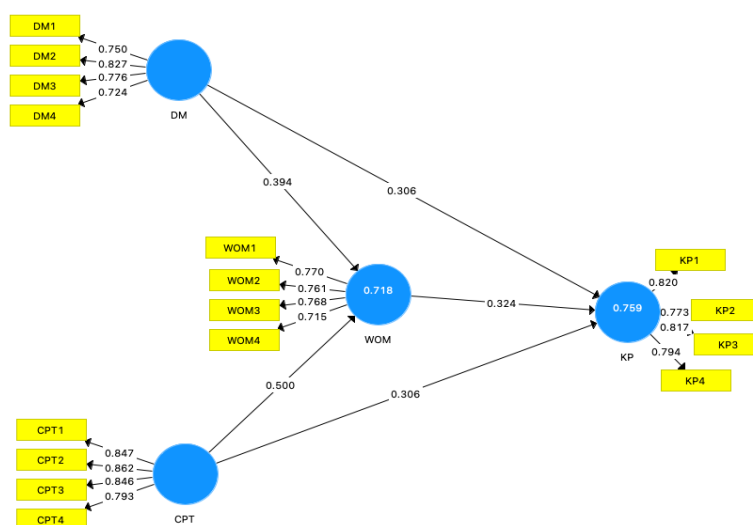 DM1
DM2
DM3
DM4
0.750
0.827
0.776
0.724
DM
0.394
0.306
WOM1
WOM2
WOM3
WOM4
0.770
0.761
0.768
0.715
0.718
WOM
0.324
0.759
KP
KP1
0.820
0.773
KP2
0.817
KP3
0.794
KP4
0.500
0.306
CPT1
CPT2
CPT3
CPT4
0.847
0.862
0.846
0.793
CPT